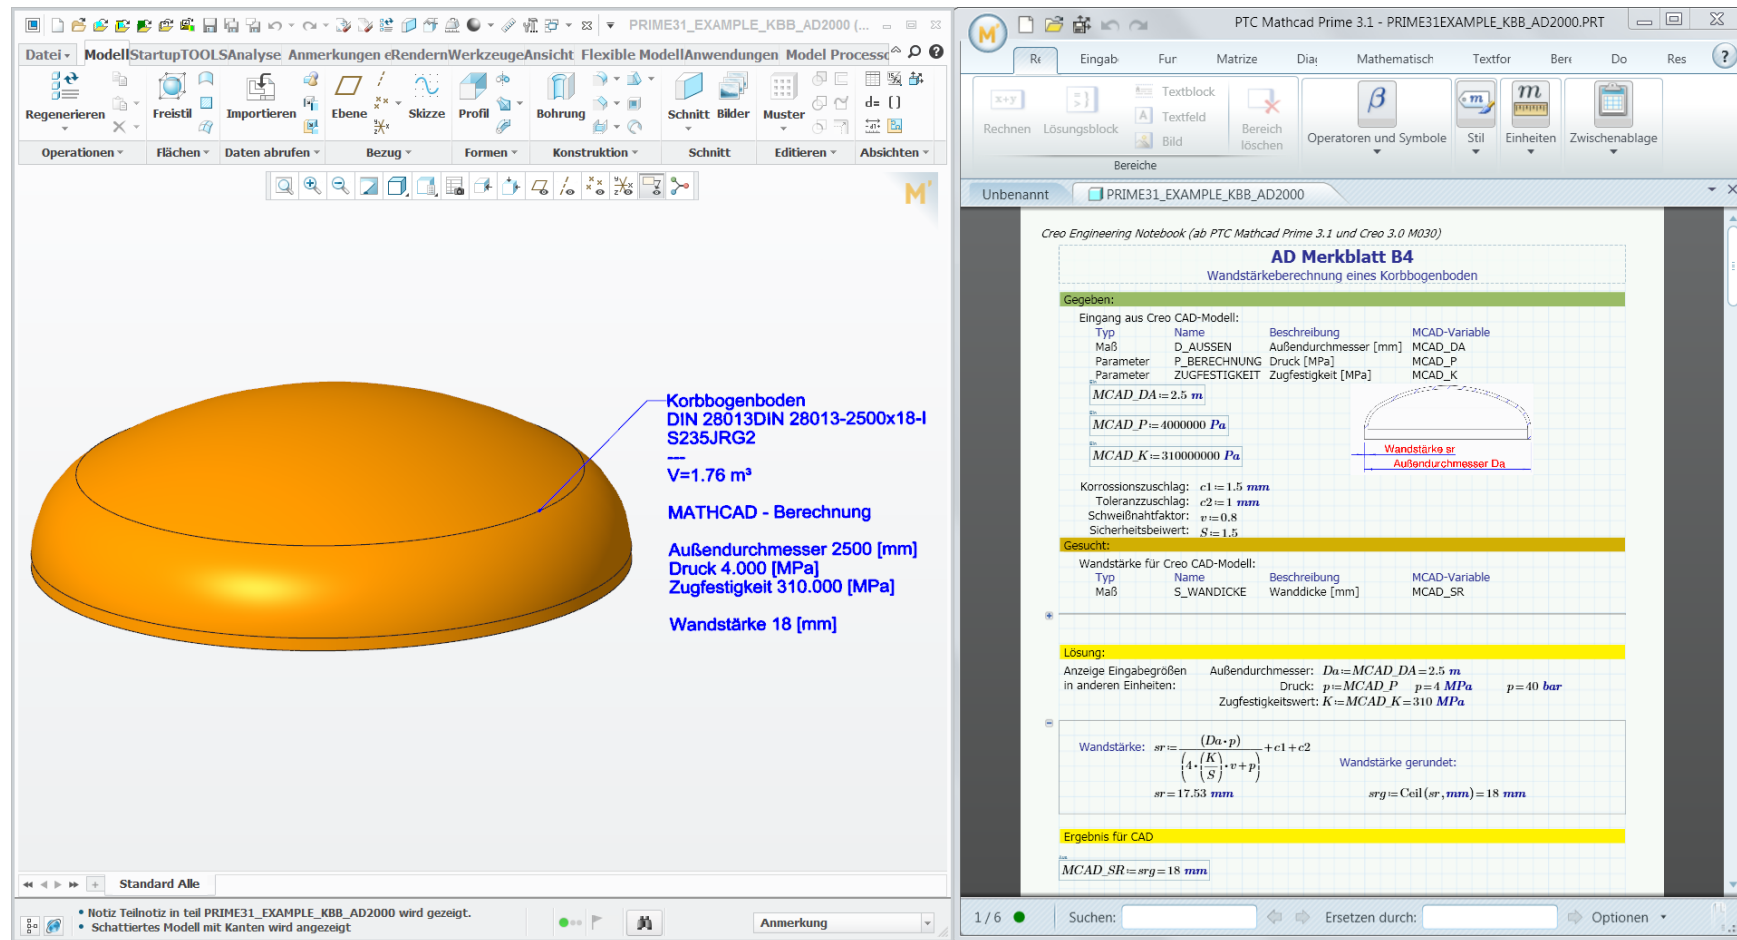 PRIME31_EXAMPLE_KBB_AD2000 (...
Datei
Modell
StartupTOOLS
Analyse
Anmerkungen e
Rendern
Werkzeuge
Ansicht
Flexible Modell
Anwendungen
Model Processo
Regenerieren
Freistil
Importieren
Ebene
Skizze
Profil
Bohrung
Schnitt
Bilder
Muster
d=
Operationen
Flächen
Daten abrufen
Bezug
Formen
Konstruktion
Schnitt
Editieren
Absichten
M
Korbbogenboden
DIN 28013DIN 28013-2500x18-I
S235JRG2
---
V=1.76 m³
MATHCAD - Berechnung
Außendurchmesser 2500 [mm]
Druck 4.000 [MPa]
Zugfestigkeit 310.000 [MPa]
Wandstärke 18 [mm]
Standard Alle
• Notiz Teilnotiz in teil PRIME31_EXAMPLE_KBB_AD2000 wird gezeigt.
• Schattiertes Modell mit Kanten wird angezeigt
Anmerkung
M
PTC Mathcad Prime 3.1 - PRIME31EXAMPLE_KBB_AD2000.PRT
Re
Eingab
Fur
Matrize
Diag
Mathematisch
Textfor
Bere
Do
Res
?
x+y
Rechnen
Lösungsblock
Textblock
A Textfeld
Bild
Bereich
löschen
β
Operatoren und Symbole
m
Stil
m
Einheiten
Zwischenablage
Bereiche
Unbenannt
PRIME31_EXAMPLE_KBB_AD2000
Creo Engineering Notebook (ab PTC Mathcad Prime 3.1 und Creo 3.0 M030)
AD Merkblatt B4
Wandstärkeberechnung eines Korbbogenboden
Gegeben:
Eingang aus Creo CAD-Modell:
Typ Name Beschreibung MCAD-Variable
Maß D_AUSSEN Außendurchmesser [mm] MCAD_DA
Parameter P_BERECHNUNG Druck [MPa] MCAD_P
Parameter ZUGFESTIGKEIT Zugfestigkeit [MPa] MCAD_K
MCAD_DA:=2.5 m
MCAD_P:=4000000 Pa
MCAD_K:=310000000 Pa
Wandstärke sr
Außendurchmesser Da
Korrossionszuschlag: c1:=1.5 mm
Toleranzzuschlag: c2:=1 mm
Schweißnahtfaktor: v:=0.8
Sicherheitsbeiwert: S:=1.5
Gesucht:
Wandstärke für Creo CAD-Modell:
Typ Name Beschreibung MCAD-Variable
Maß S_WANDICKE Wanddicke [mm] MCAD_SR
Lösung:
Anzeige Eingabegrößen Außendurchmesser: Da:=MCAD_DA=2.5 m
in anderen Einheiten: Druck: p:=MCAD_P p=4 MPa p=40 bar
Zugfestigkeitswert: K:=MCAD_K=310 MPa
Wandstärke: sr:=(Da·p)/(4·(K/S)·v+p)+c1+c2
Wandstärke gerundet:
sr=17.53 mm srg:=Ceil(sr,mm)=18 mm
Ergebnis für CAD
MCAD_SR:=srg=18 mm
1 / 6
Suchen:
Ersetzen durch:
Optionen